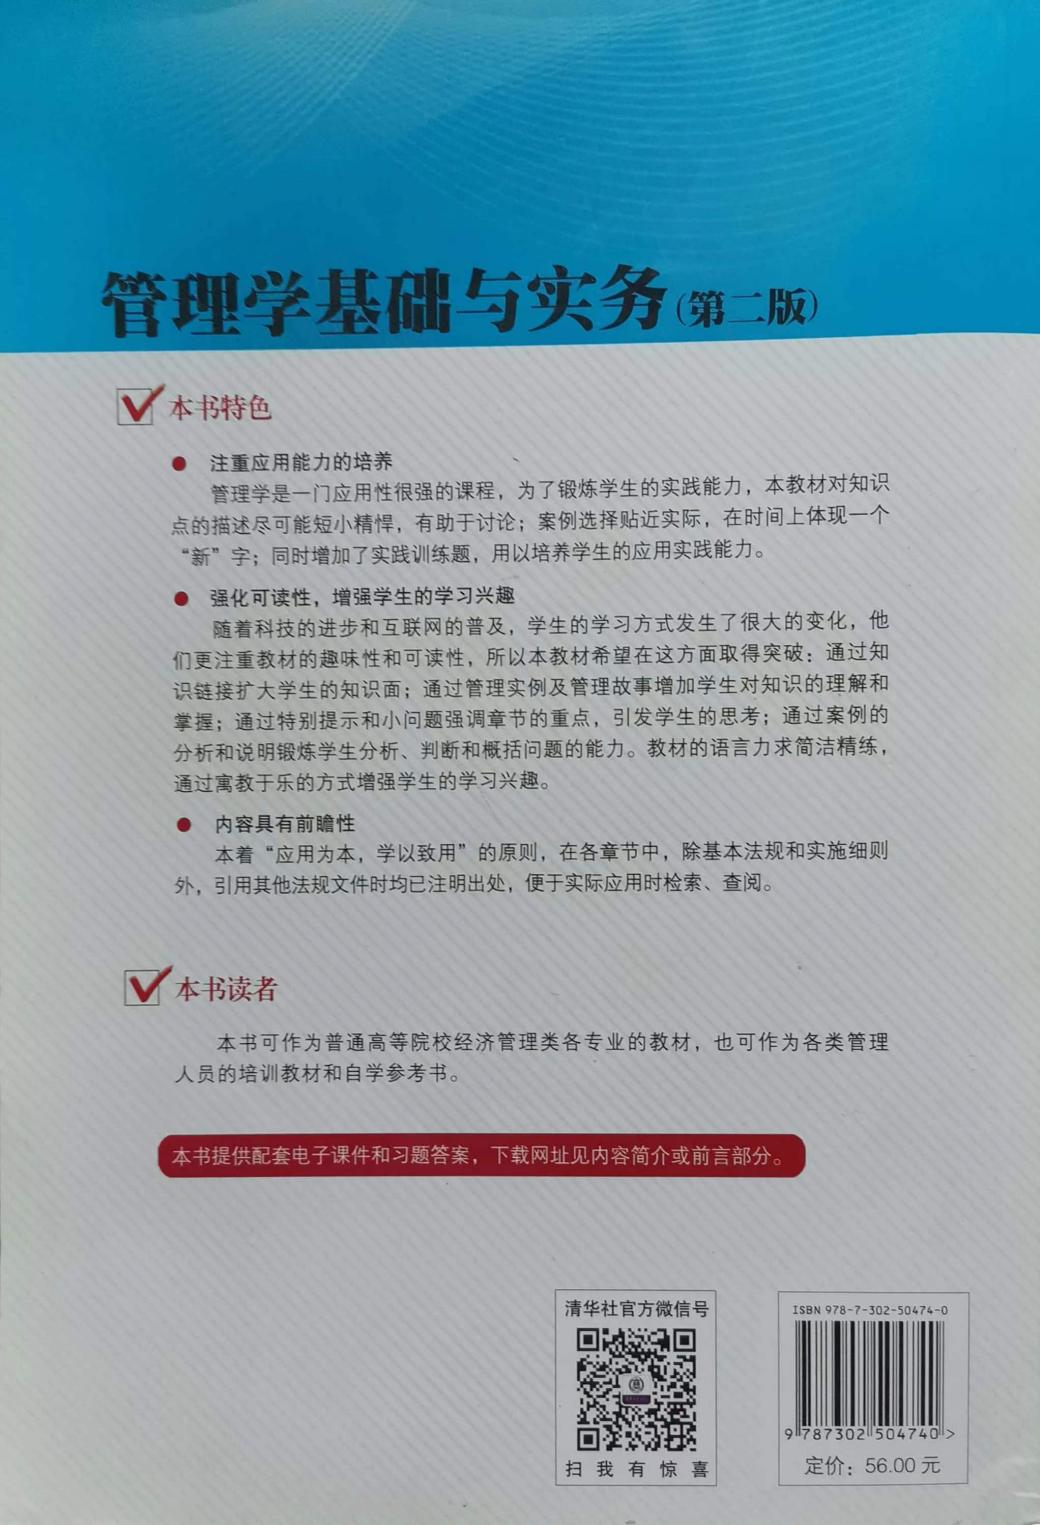 管理学基础与实务(第二版)
本书特色
● 注重应用能力的培养
管理学是一门应用性很强的课程，为了锻炼学生的实践能力，本教材对知识
点的描述尽可能短小精悍，有助于讨论；案例选择贴近实际，在时间上体现一个
“新”字；同时增加了实践训练题，用以培养学生的应用实践能力。
● 强化可读性，增强学生的学习兴趣
随着科技的进步和互联网的普及，学生的学习方式发生了很大的变化，他
们更注重教材的趣味性和可读性，所以本教材希望在这方面取得突破：通过知
识链接扩大学生的知识面；通过管理实例及管理故事增加学生对知识的理解和
掌握；通过特别提示和小问题强调章节的重点，引发学生的思考；通过案例的
分析和说明锻炼学生分析、判断和概括问题的能力。教材的语言力求简洁精练，
通过寓教于乐的方式增强学生的学习兴趣。
● 内容具有前瞻性
本着“应用为本，学以致用”的原则，在各章节中，除基本法规和实施细则
外，引用其他法规文件时均已注明出处，便于实际应用时检索、查阅。
本书读者
本书可作为普通高等院校经济管理类各专业的教材，也可作为各类管理
人员的培训教材和自学参考书。
本书提供配套电子课件和习题答案，下载网址见内容简介或前言部分。
清华社官方微信号
扫我有惊喜
ISBN 978-7-302-50474-0
9 787302 504740 >
定价：56.00元